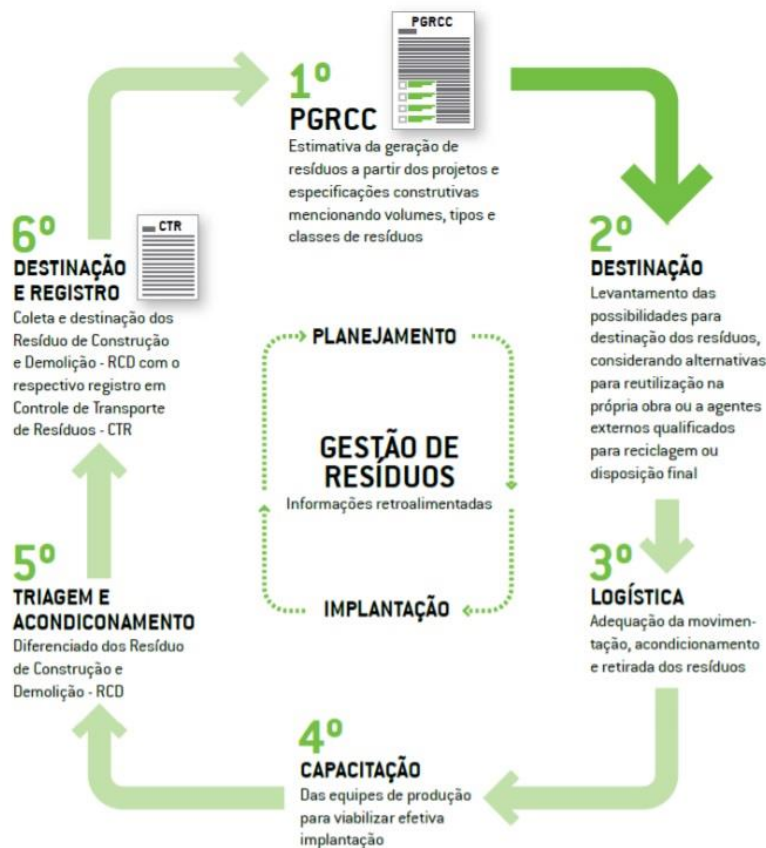 PGRCC
1º
PGRCC
Estimativa da geração de
resíduos a partir dos projetos e
especificações construtivas
mencionando volumes, tipos e
classes de resíduos
2º
DESTINAÇÃO
Levantamento das
possibilidades para
destinação dos resíduos,
considerando alternativas
para reutilização na
própria obra ou a agentes
externos qualificados
para reciclagem ou
disposição final
3º
LOGÍSTICA
Adequação da movimen-
tação, acondicionamento
e retirada dos resíduos
4º
CAPACITAÇÃO
Das equipes de produção
para viabilizar efetiva
implantação
5º
TRIAGEM E
ACONDICONAMENTO
Diferenciado dos Resíduo
de Construção e
Demolição - RCD
6º
CTR
DESTINAÇÃO
E REGISTRO
Coleta e destinação dos
Resíduo de Construção
e Demolição - RCD com o
respectivo registro em
Controle de Transporte
de Resíduos - CTR
PLANEJAMENTO
GESTÃO DE
RESÍDUOS
Informações retroalimentadas
IMPLANTAÇÃO